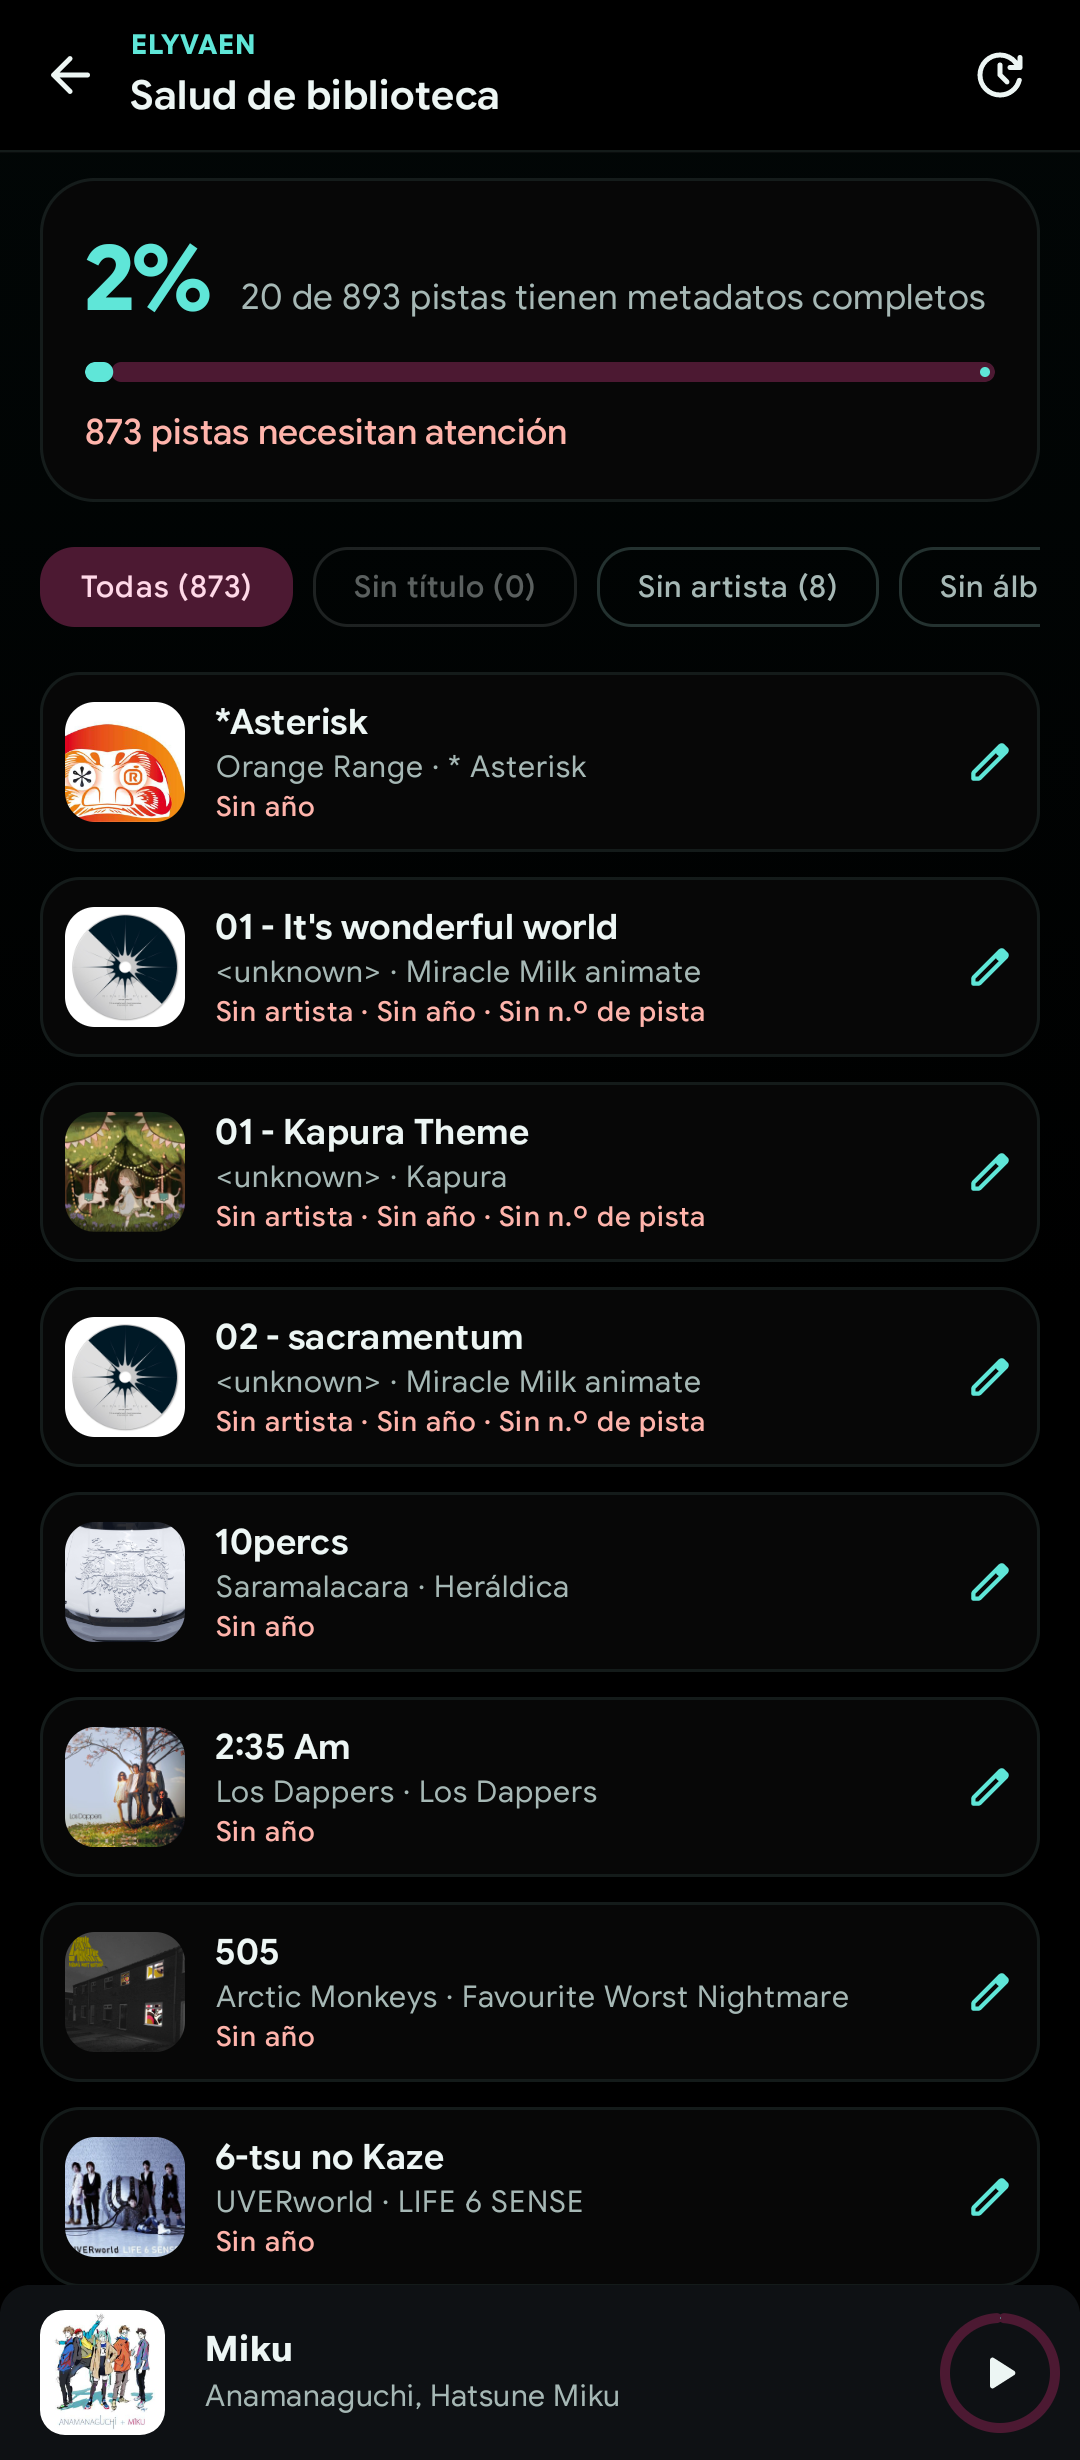 ELYVAEN
Salud de biblioteca
2% 20 de 893 pistas tienen metadatos completos
873 pistas necesitan atención
Todas (873) Sin título (0) Sin artista (8) Sin álb
*Asterisk
Orange Range · * Asterisk
Sin año
01 - It's wonderful world
<unknown> · Miracle Milk animate
Sin artista · Sin año · Sin n.º de pista
01 - Kapura Theme
<unknown> · Kapura
Sin artista · Sin año · Sin n.º de pista
02 - sacramentum
<unknown> · Miracle Milk animate
Sin artista · Sin año · Sin n.º de pista
10percs
Saramalacara · Heráldica
Sin año
2:35 Am
Los Dappers · Los Dappers
Sin año
505
Arctic Monkeys · Favourite Worst Nightmare
Sin año
6-tsu no Kaze
UVERworld · LIFE 6 SENSE
Sin año
Miku
Anamanaguchi, Hatsune Miku